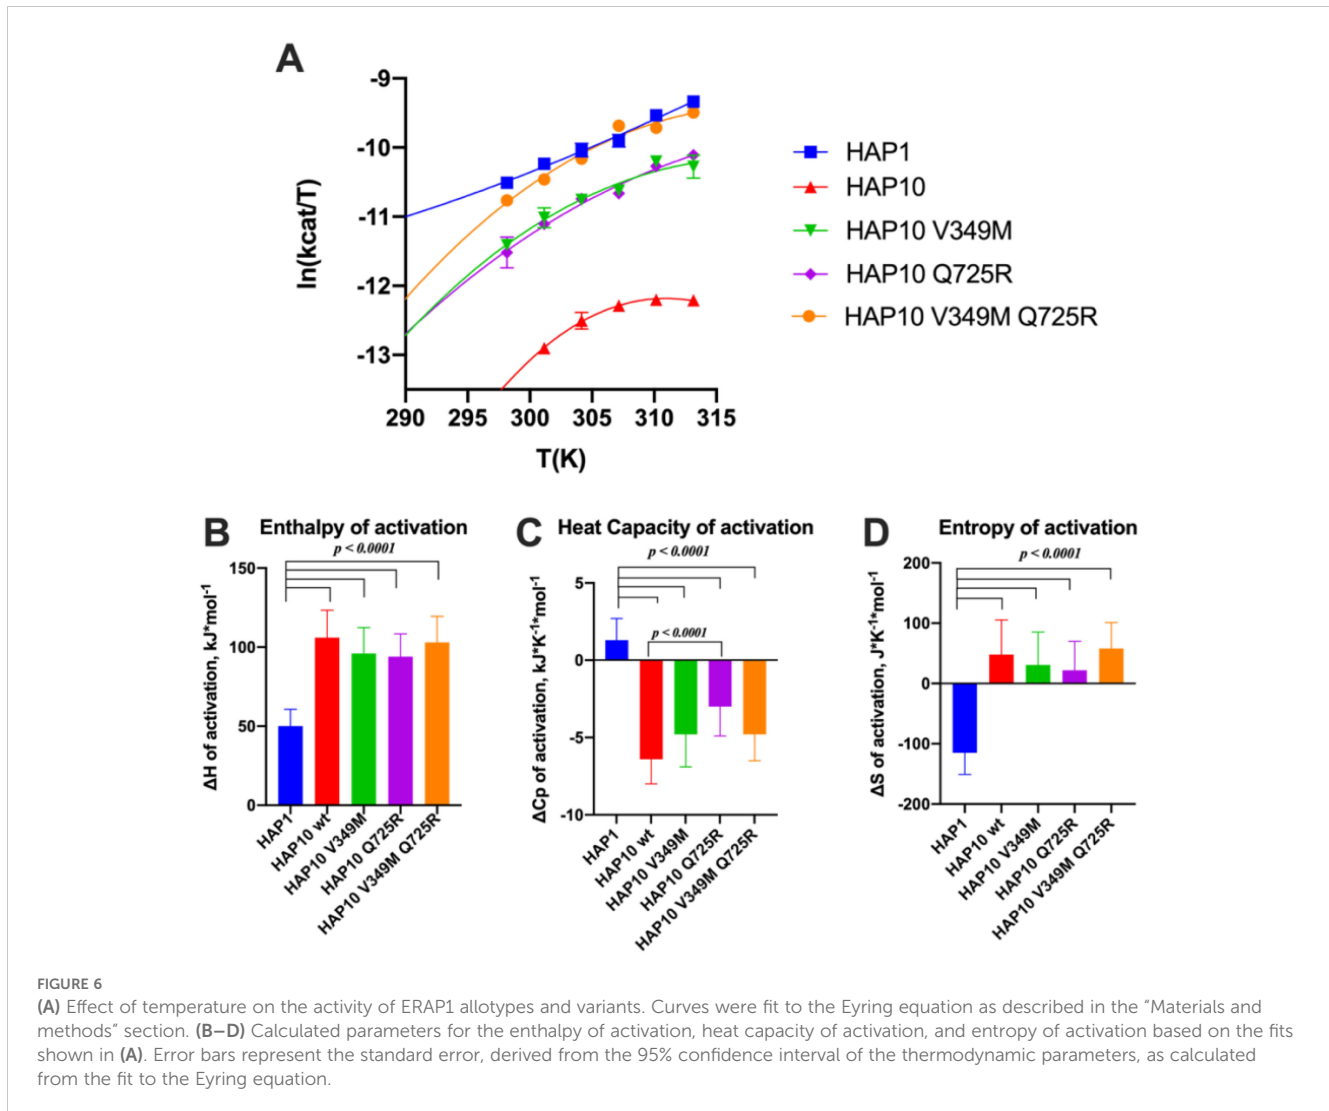 A
-9
-10
-11
-12
-13
ln(kcat/T)
290 295 300 305 310 315
T(K)
HAP1
HAP10
HAP10 V349M
HAP10 Q725R
HAP10 V349M Q725R
B Enthalpy of activation
p < 0.0001
150
100
50
0
ΔH of activation, kJ*mol-1
HAP1
HAP10 wt
HAP10 V349M
HAP10 Q725R
HAP10 V349M Q725R
C Heat Capacity of activation
p < 0.0001
p < 0.0001
5
0
-5
-10
ΔCp of activation, kJ*K-1*mol-1
HAP1
HAP10 wt
HAP10 V349M
HAP10 Q725R
HAP10 V349M Q725R
D Entropy of activation
p < 0.0001
200
100
0
-100
-200
ΔS of activation, J*K-1*mol-1
HAP1
HAP10 wt
HAP10 V349M
HAP10 Q725R
HAP10 V349M Q725R
FIGURE 6
(A) Effect of temperature on the activity of ERAP1 allotypes and variants. Curves were fit to the Eyring equation as described in the “Materials and
methods” section. (B–D) Calculated parameters for the enthalpy of activation, heat capacity of activation, and entropy of activation based on the fits
shown in (A). Error bars represent the standard error, derived from the 95% confidence interval of the thermodynamic parameters, as calculated
from the fit to the Eyring equation.